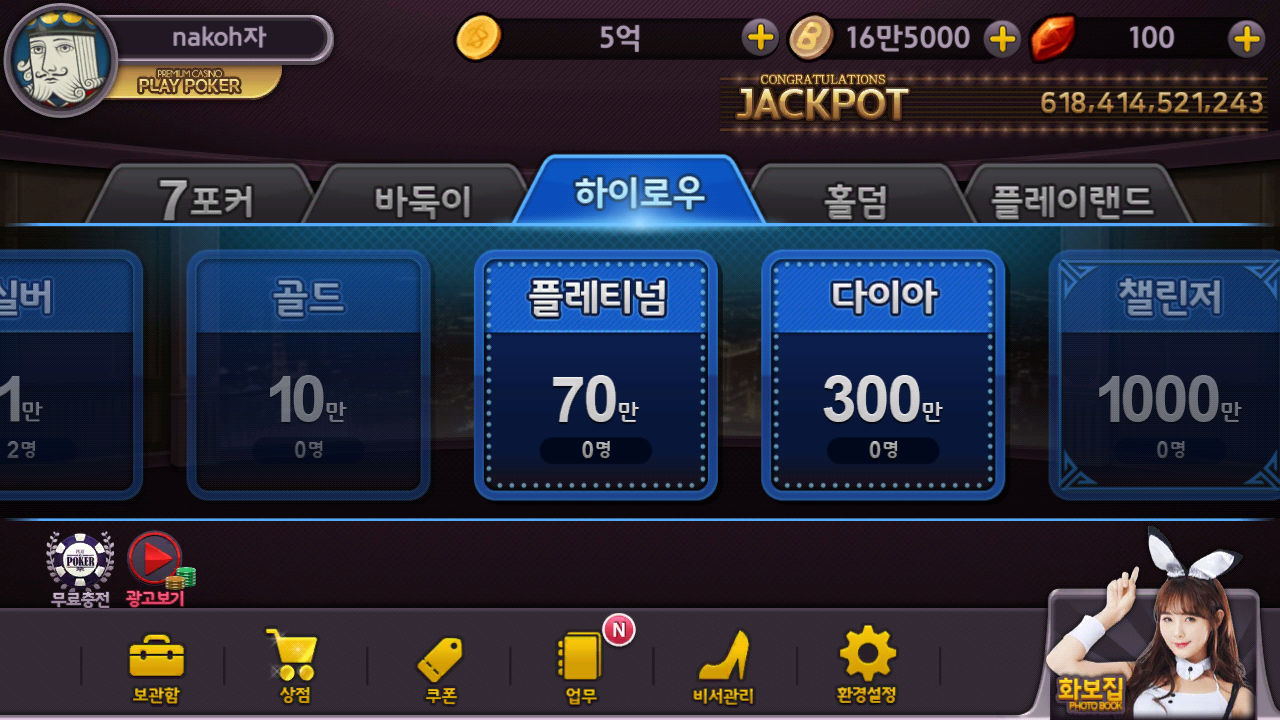 nakoh자
PREMIUM CASINO
PLAY POKER
5억
16만5000
100
CONGRATULATIONS
JACKPOT
618,414,521,243
7포커
바둑이
하이로우
홀덤
플레이랜드
실버
1만
2명
골드
10만
0명
플레티넘
70만
0명
다이아
300만
0명
챌린저
1000만
0명
PLAY
POKER
무료충전
광고보기
보관함
상점
쿠폰
N
업무
비서관리
환경설정
화보집
PHOTO BOOK